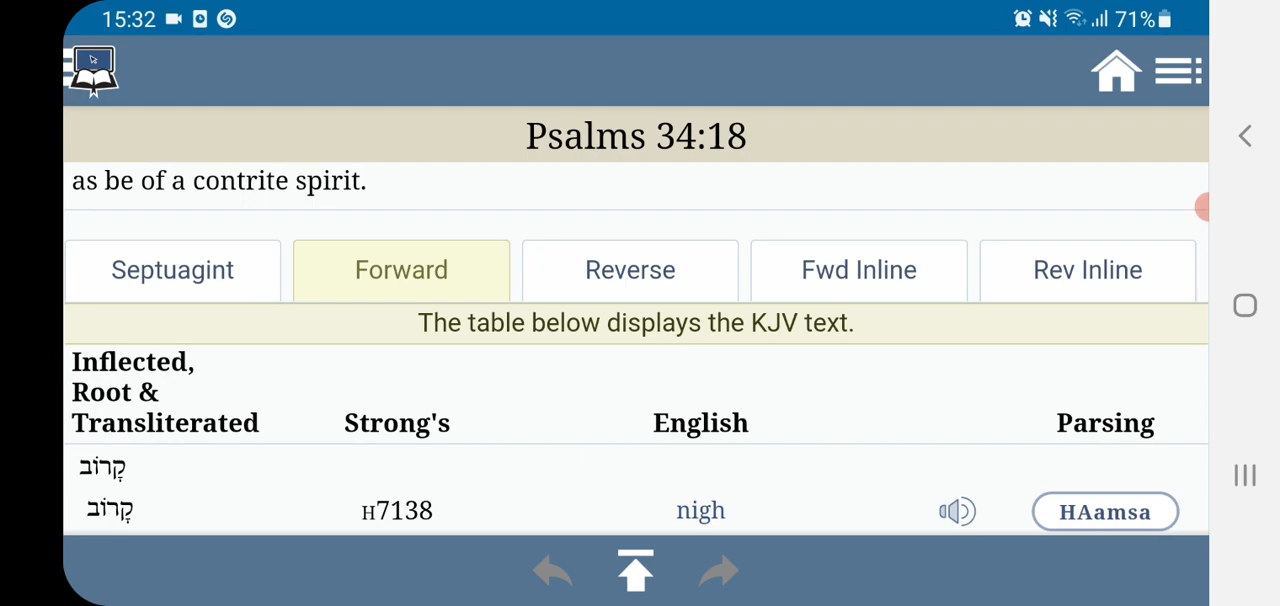 15:32 71%
Psalms 34:18
as be of a contrite spirit.
Septuagint Forward Reverse Fwd Inline Rev Inline
The table below displays the KJV text.
Inflected,
Root &
Transliterated Strong's English Parsing
קָרוֹב
קָרוֹב H7138 nigh HAamsa